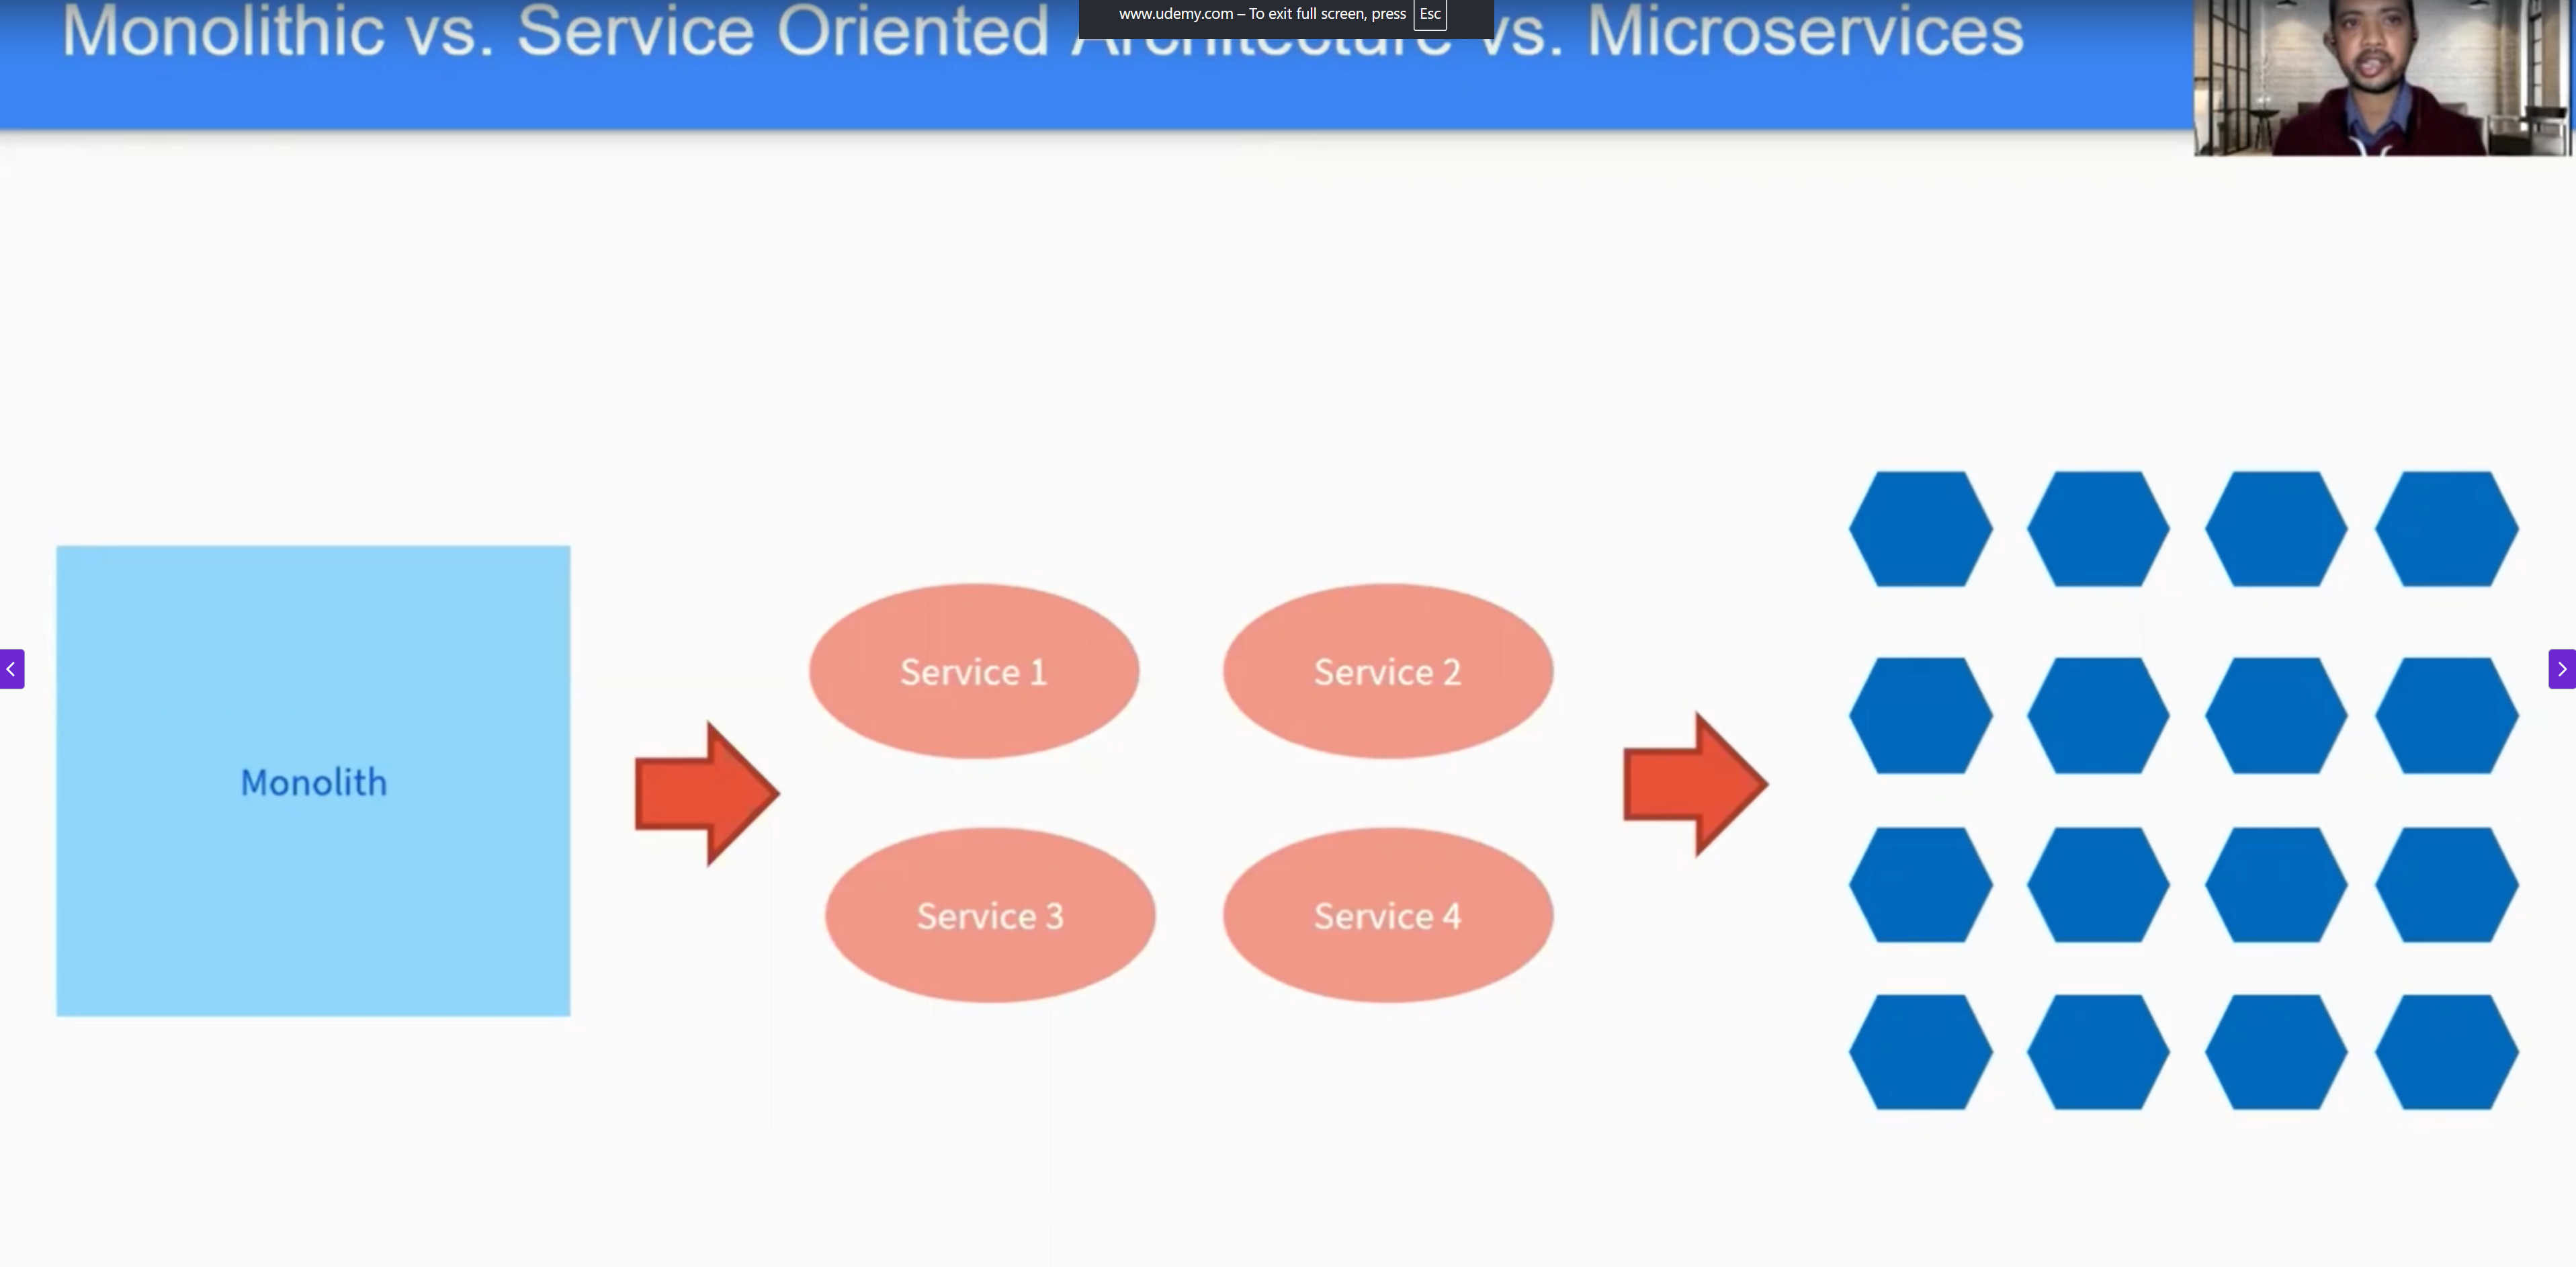 www.udemy.com – To exit full screen, press Esc
Monolithic vs. Service Oriented Architecture vs. Microservices
Monolith
Service 1
Service 2
Service 3
Service 4